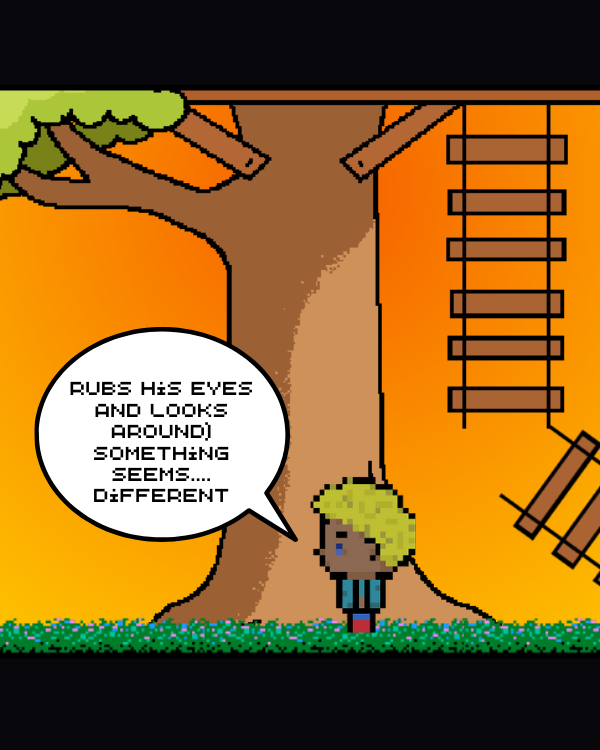 RUBS HiS EYES
AND LOOKS
AROUND)
SOMETHiNG
SEEMS....
DiFFERENT